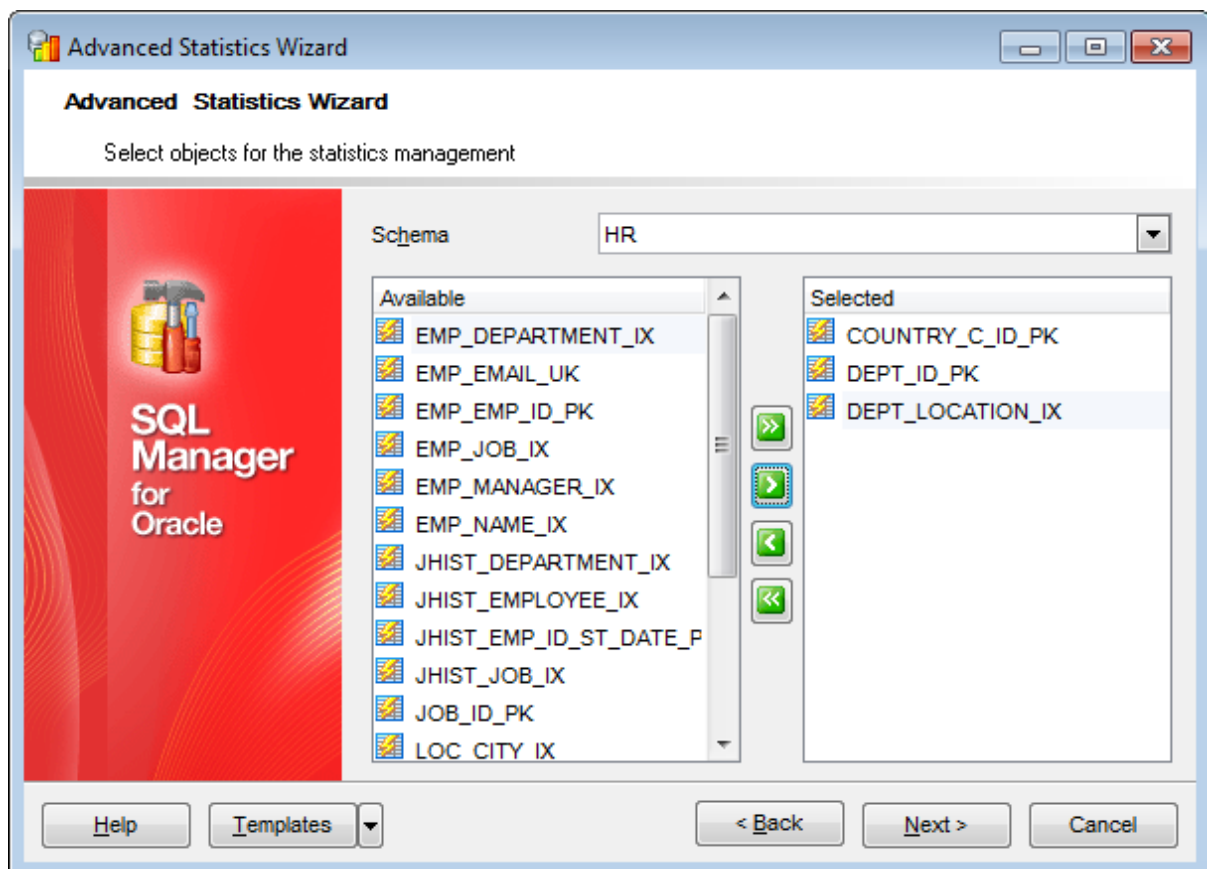 Advanced Statistics Wizard
Advanced Statistics Wizard
Select objects for the statistics management
SQL
Manager
for
Oracle
Schema
HR
Available
EMP_DEPARTMENT_IX
EMP_EMAIL_UK
EMP_EMP_ID_PK
EMP_JOB_IX
EMP_MANAGER_IX
EMP_NAME_IX
JHIST_DEPARTMENT_IX
JHIST_EMPLOYEE_IX
JHIST_EMP_ID_ST_DATE_P
JHIST_JOB_IX
JOB_ID_PK
LOC_CITY_IX
Selected
COUNTRY_C_ID_PK
DEPT_ID_PK
DEPT_LOCATION_IX
Help
Templates
< Back
Next >
Cancel